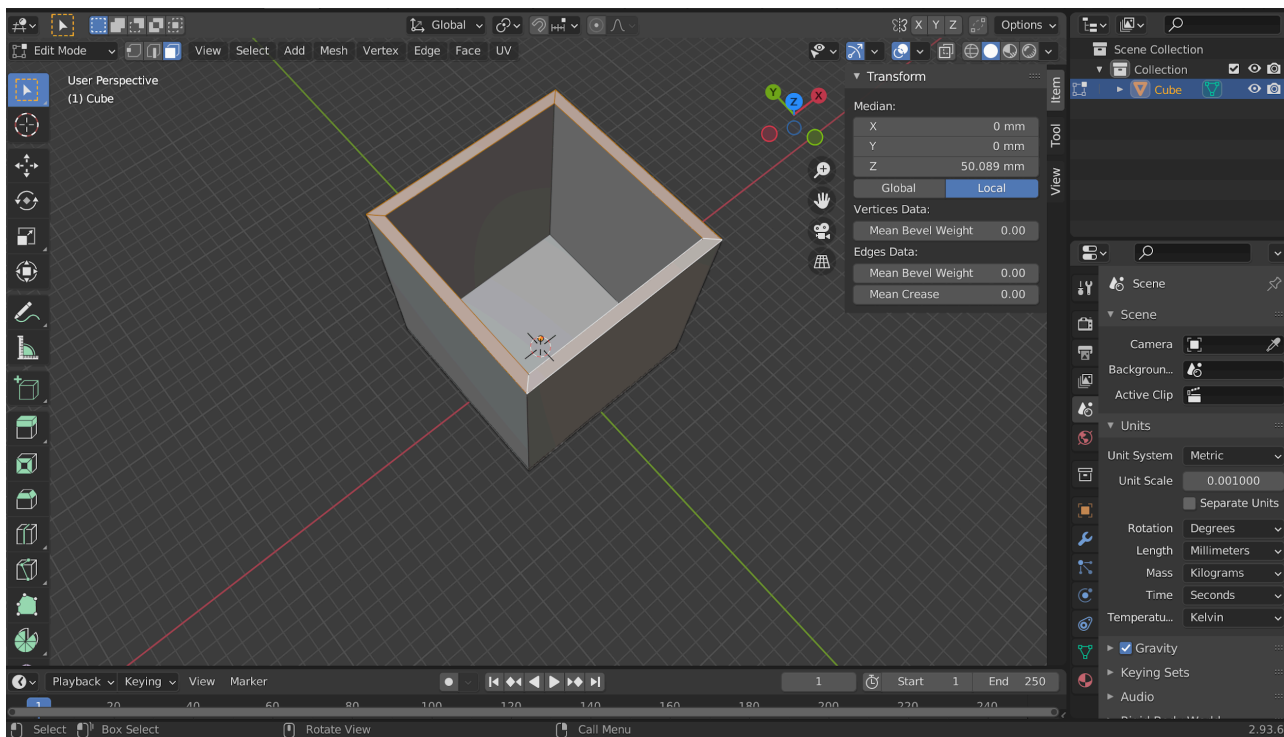 Global
X Y Z
Options
Edit Mode View Select Add Mesh Vertex Edge Face UV
User Perspective
(1) Cube
Y
Z
X
Transform
Median:
X 0 mm
Y 0 mm
Z 50.089 mm
Global Local
Vertices Data:
Mean Bevel Weight 0.00
Edges Data:
Mean Bevel Weight 0.00
Mean Crease 0.00
Item
Tool
View
Scene Collection
Collection
Cube
Scene
Scene
Camera
Backgroun...
Active Clip
Units
Unit System Metric
Unit Scale 0.001000
Separate Units
Rotation Degrees
Length Millimeters
Mass Kilograms
Time Seconds
Temperatu... Kelvin
Gravity
Keying Sets
Audio
Playback Keying View Marker
1 Start 1 End 250
1 20 40 60 80 100 120 140 160 180 200 220 240
Select Box Select Rotate View Call Menu 2.93.6